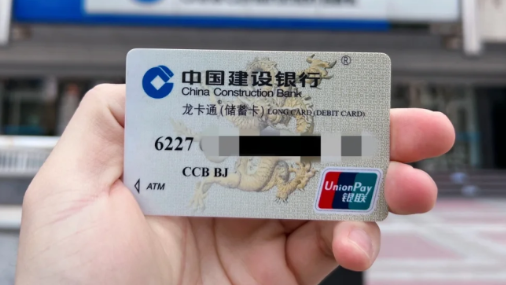 中国建设银行
®
China Construction Bank
龙卡通(储蓄卡) LONG CARD (DEBIT CARD)
6227
CCB BJ
ATM
UnionPay
银联